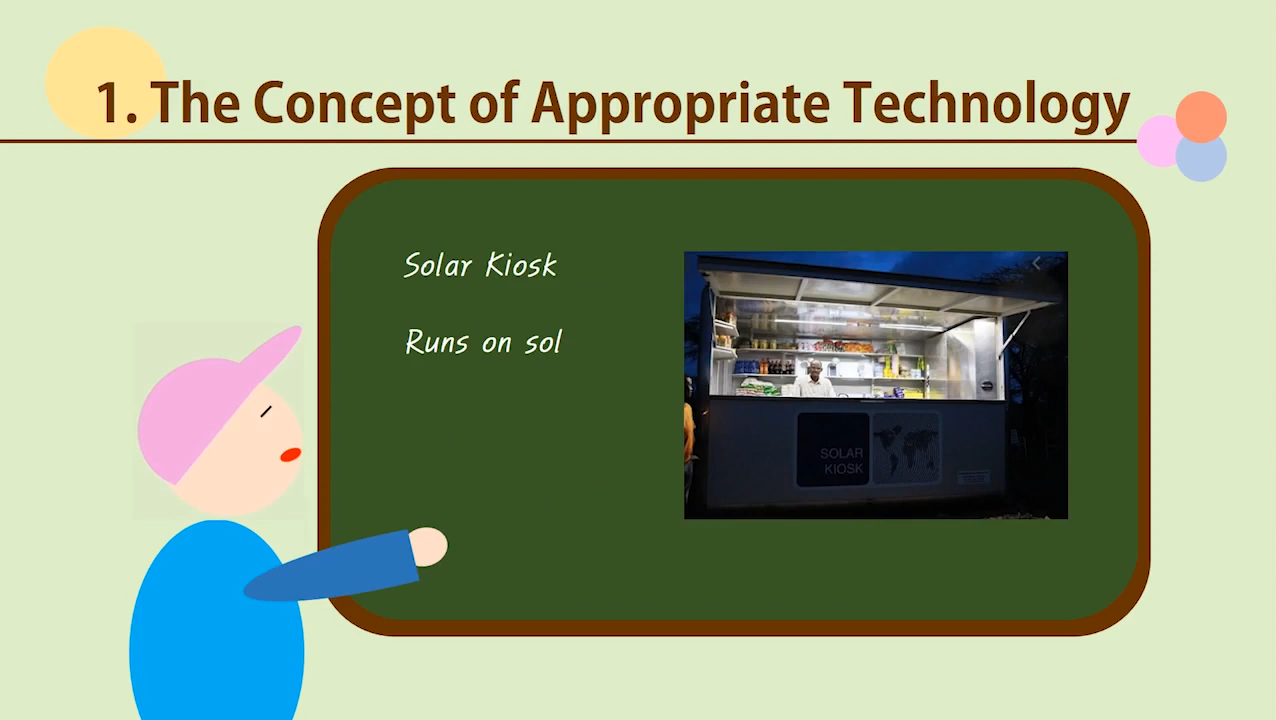 1. The Concept of Appropriate Technology
Solar Kiosk
Runs on sol
SOLAR
KIOSK